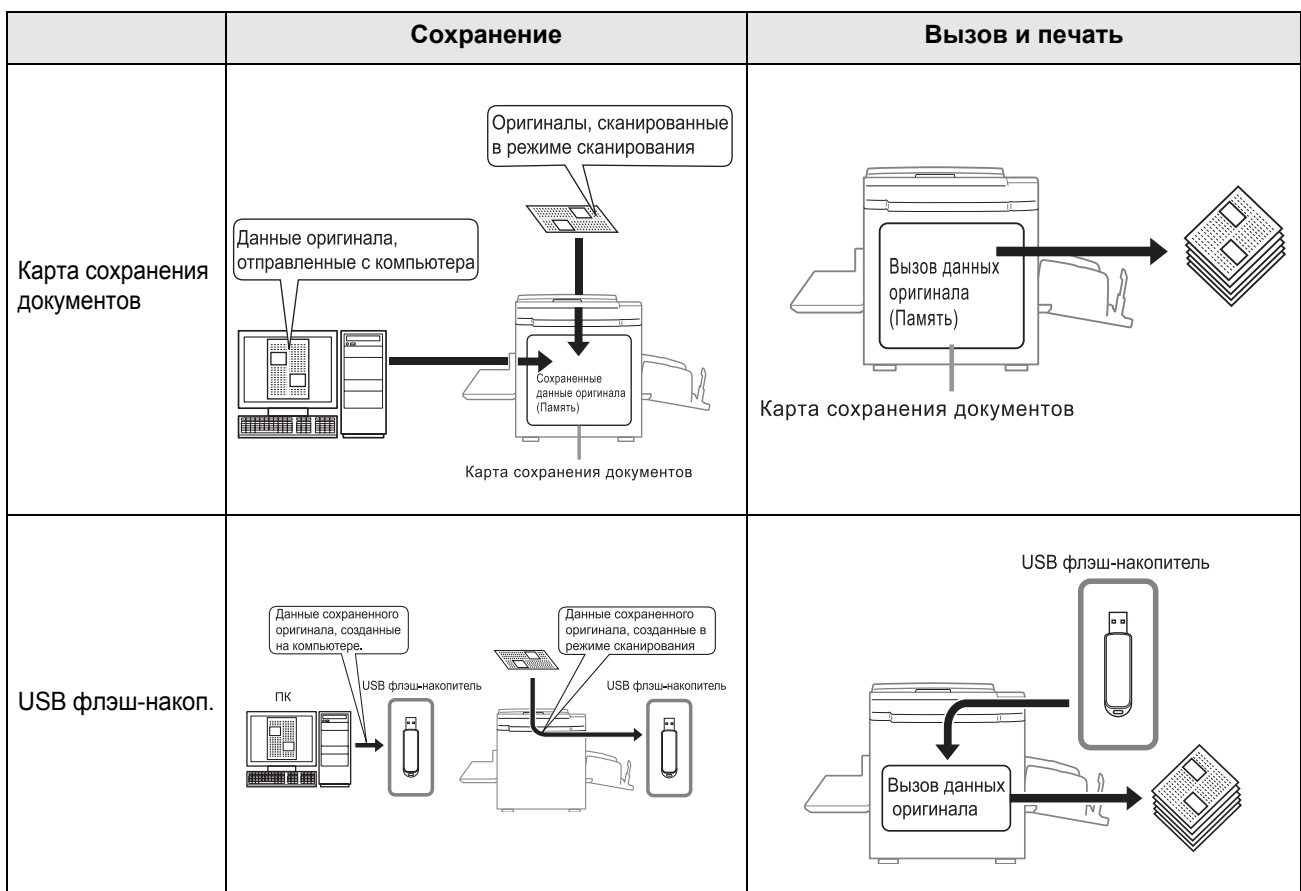 Сохранение
Вызов и печать
Карта сохранения
документов
Оригиналы, сканированные
в режиме сканирования
Данные оригинала,
отправленные с компьютера
Сохраненные
данные оригинала
(Память)
Карта сохранения документов
Вызов данных
оригинала
(Память)
Карта сохранения документов
USB флэш-накоп.
Данные сохраненного
оригинала, созданные
на компьютере.
ПК
USB флэш-накопитель
Данные сохраненного
оригинала, созданные в
режиме сканирования
USB флэш-накопитель
USB флэш-накопитель
Вызов данных
оригинала